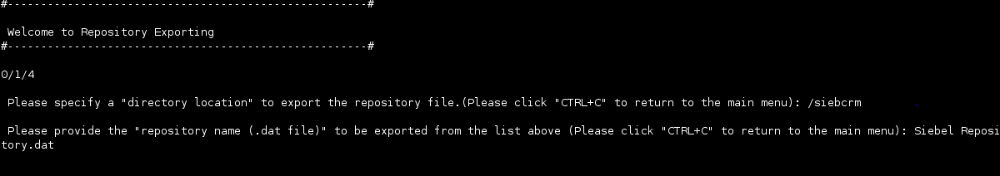 #------------------------------------------------------#
Welcome to Repository Exporting
#------------------------------------------------------#
0/1/4
Please specify a "directory location" to export the repository file.(Please click "CTRL+C" to return to the main menu): /siebcrm
Please provide the "repository name (.dat file)" to be exported from the list above (Please click "CTRL+C" to return to the main menu): Siebel Reposi
tory.dat